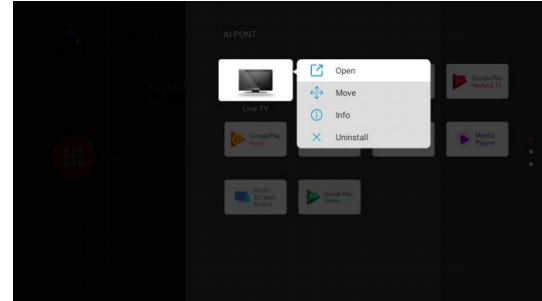 AI PONT
Open
Move
Info
Uninstall
Finish
Live TV
Google Play
Movies & TV
Google Play
Music
Media
Player
Multi-
Screen
Share
Google Play
Games